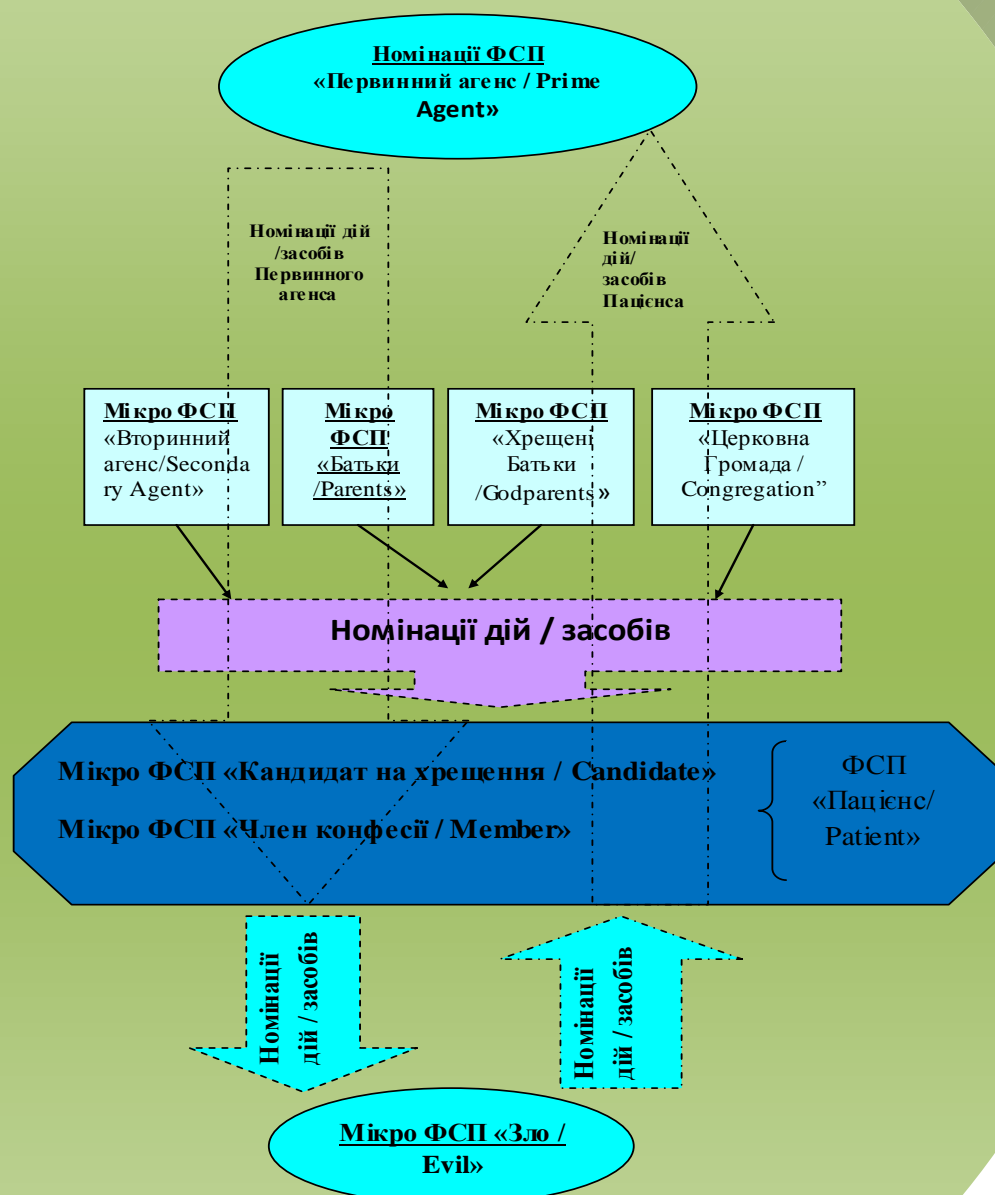 Номінації ФСП
«Первинний агенс / Prime
Agent»
Номінації дій
/засобів
Первинного
агенса
Номінації
дій/
засобів
Пацієнса
Мікро ФСП
«Вторинний
агенс/Seconda
ry Agent»
Мікро
ФСП
«Батьки
/Parents»
Мікро ФСП
«Хрещені
Батьки
/Godparents»
Мікро ФСП
«Церковна
Громада /
Congregation”
Номінації дій / засобів
Мікро ФСП «Кандидат на хрещення / Candidate»
Мікро ФСП «Член конфесії / Member»
ФСП
«Пацієнс/
Patient»
Номінації
дій / засобів
Номінації
дій / засобів
Мікро ФСП «Зло /
Evil»